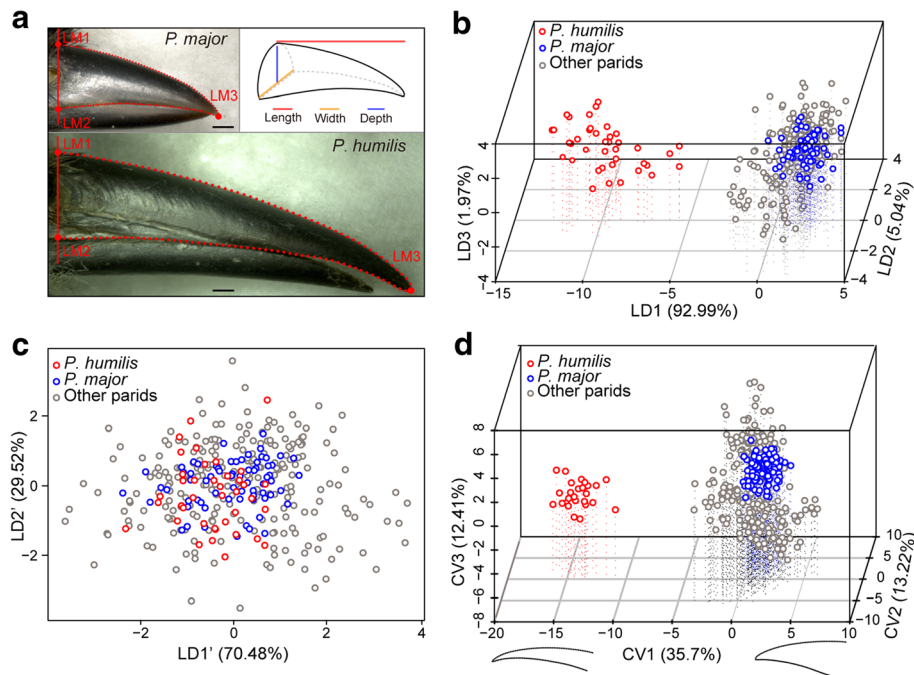 a
P. major
LM1
LM2
LM3
Length Width Depth
P. humilis
LM1
LM2
LM3
b
P. humilis
P. major
Other parids
LD3 (1.97%)
4
2
0
−2
−4
−15 −10 −5 0 5
LD1 (92.99%)
4
2
0
−2
−4
LD2 (5.04%)
c
P. humilis
P. major
Other parids
LD2' (29.52%)
2
0
−2
−2 0 2 4
LD1' (70.48%)
d
P. humilis
P. major
Other parids
CV3 (12.41%)
8
6
4
2
0
−2
−4
−6
−8
−20 −15 −10 −5 0 5 10
CV1 (35.7%)
10
5
0
−5
−10
CV2 (13.22%)